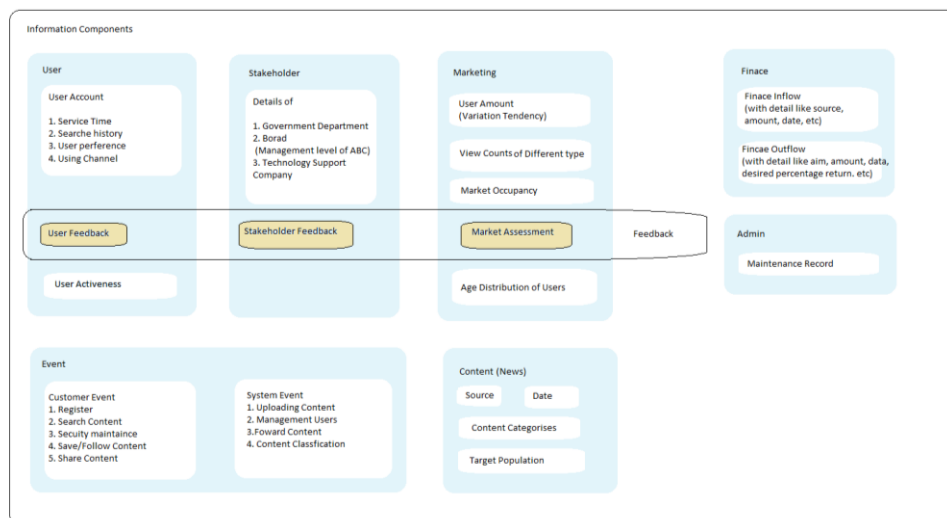 Information Components
User
User Account
1. Service Time
2. Searche history
3. User perference
4. Using Channel
User Feedback
User Activeness
Stakeholder
Details of
1. Government Department
2. Borad
(Management level of ABC)
3. Technology Support
Company
Stakeholder Feedback
Marketing
User Amount
(Variation Tendency)
View Counts of Different type
Market Occupancy
Market Assessment
Feedback
Age Distribution of Users
Finace
Finace Inflow
(with detail like source,
amount, date, etc)
Fincae Outflow
(with detail like aim, amount, data,
desired percentage return. etc)
Admin
Maintenance Record
Event
Customer Event
1. Register
2. Search Content
3. Secuity maintaince
4. Save/Follow Content
5. Share Content
System Event
1. Uploading Content
2. Management Users
3.Foward Content
4. Content Classfication
Content (News)
Source
Date
Content Categorises
Target Population